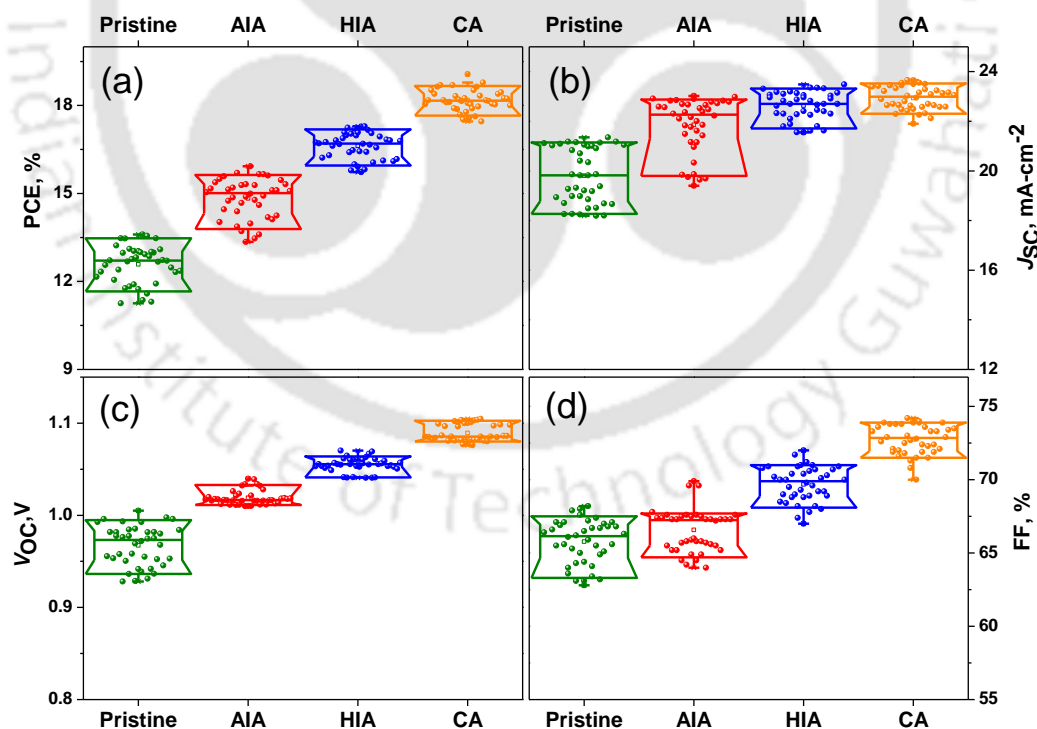 Pristine AIA HIA CA Pristine AIA HIA CA
(a)
(b)
PCE, %
18
15
12
9
24
20
16
12
JSC, mA-cm-2
(c)
(d)
VOC, V
1.1
1.0
0.9
0.8
75
70
65
60
55
FF, %
Pristine AIA HIA CA Pristine AIA HIA CA
Indian Institute of Technology Guwahati